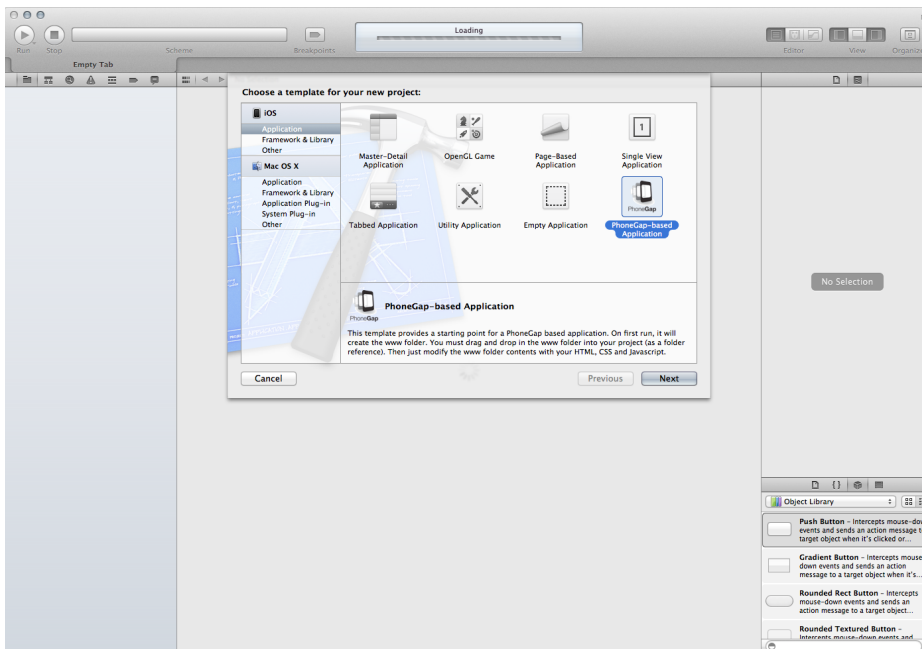 Loading
Run
Stop
Scheme
Breakpoints
Editor
View
Organiz
Empty Tab
Choose a template for your new project:
iOS
Application
Framework & Library
Other
Mac OS X
Application
Framework & Library
Application Plug-in
System Plug-in
Other
Master-Detail
Application
OpenGL Game
Page-Based
Application
1
Single View
Application
Tabbed Application
Utility Application
Empty Application
PhoneGap
PhoneGap-based
Application
PhoneGap
PhoneGap-based Application
This template provides a starting point for a PhoneGap based application. On first run, it will
create the www folder. You must drag and drop in the www folder into your project (as a folder
reference). Then just modify the www folder contents with your HTML, CSS and Javascript.
Cancel
Previous
Next
No Selection
{}
Object Library
Push Button – Intercepts mouse-dow
events and sends an action message t
target object when it's clicked or...
Gradient Button – Intercepts mouse
down events and sends an action
message to a target object when it's...
Rounded Rect Button – Intercepts
mouse-down events and sends an
action message to a target object...
Rounded Textured Button –
Intercepts mouse-down events and